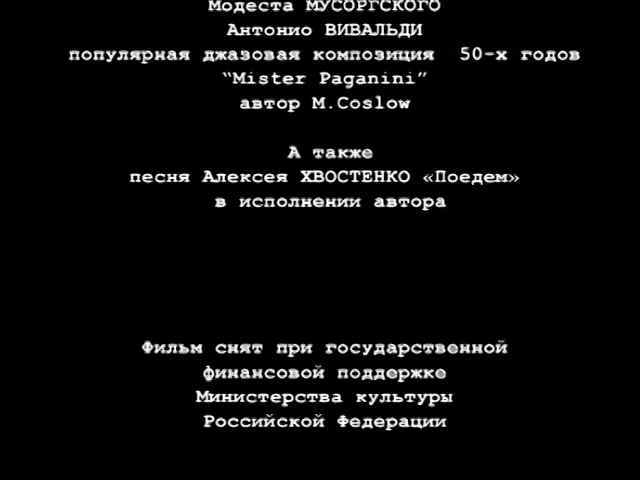 Модеста МУСОРГСКОГО
Антонио ВИВАЛЬДИ
популярная джазовая композиция 50-х годов
“Mister Paganini”
автор M.Coslow
А также
песня Алексея ХВОСТЕНКО «Поедем»
в исполнении автора
Фильм снят при государственной
финансовой поддержке
Министерства культуры
Российской Федерации